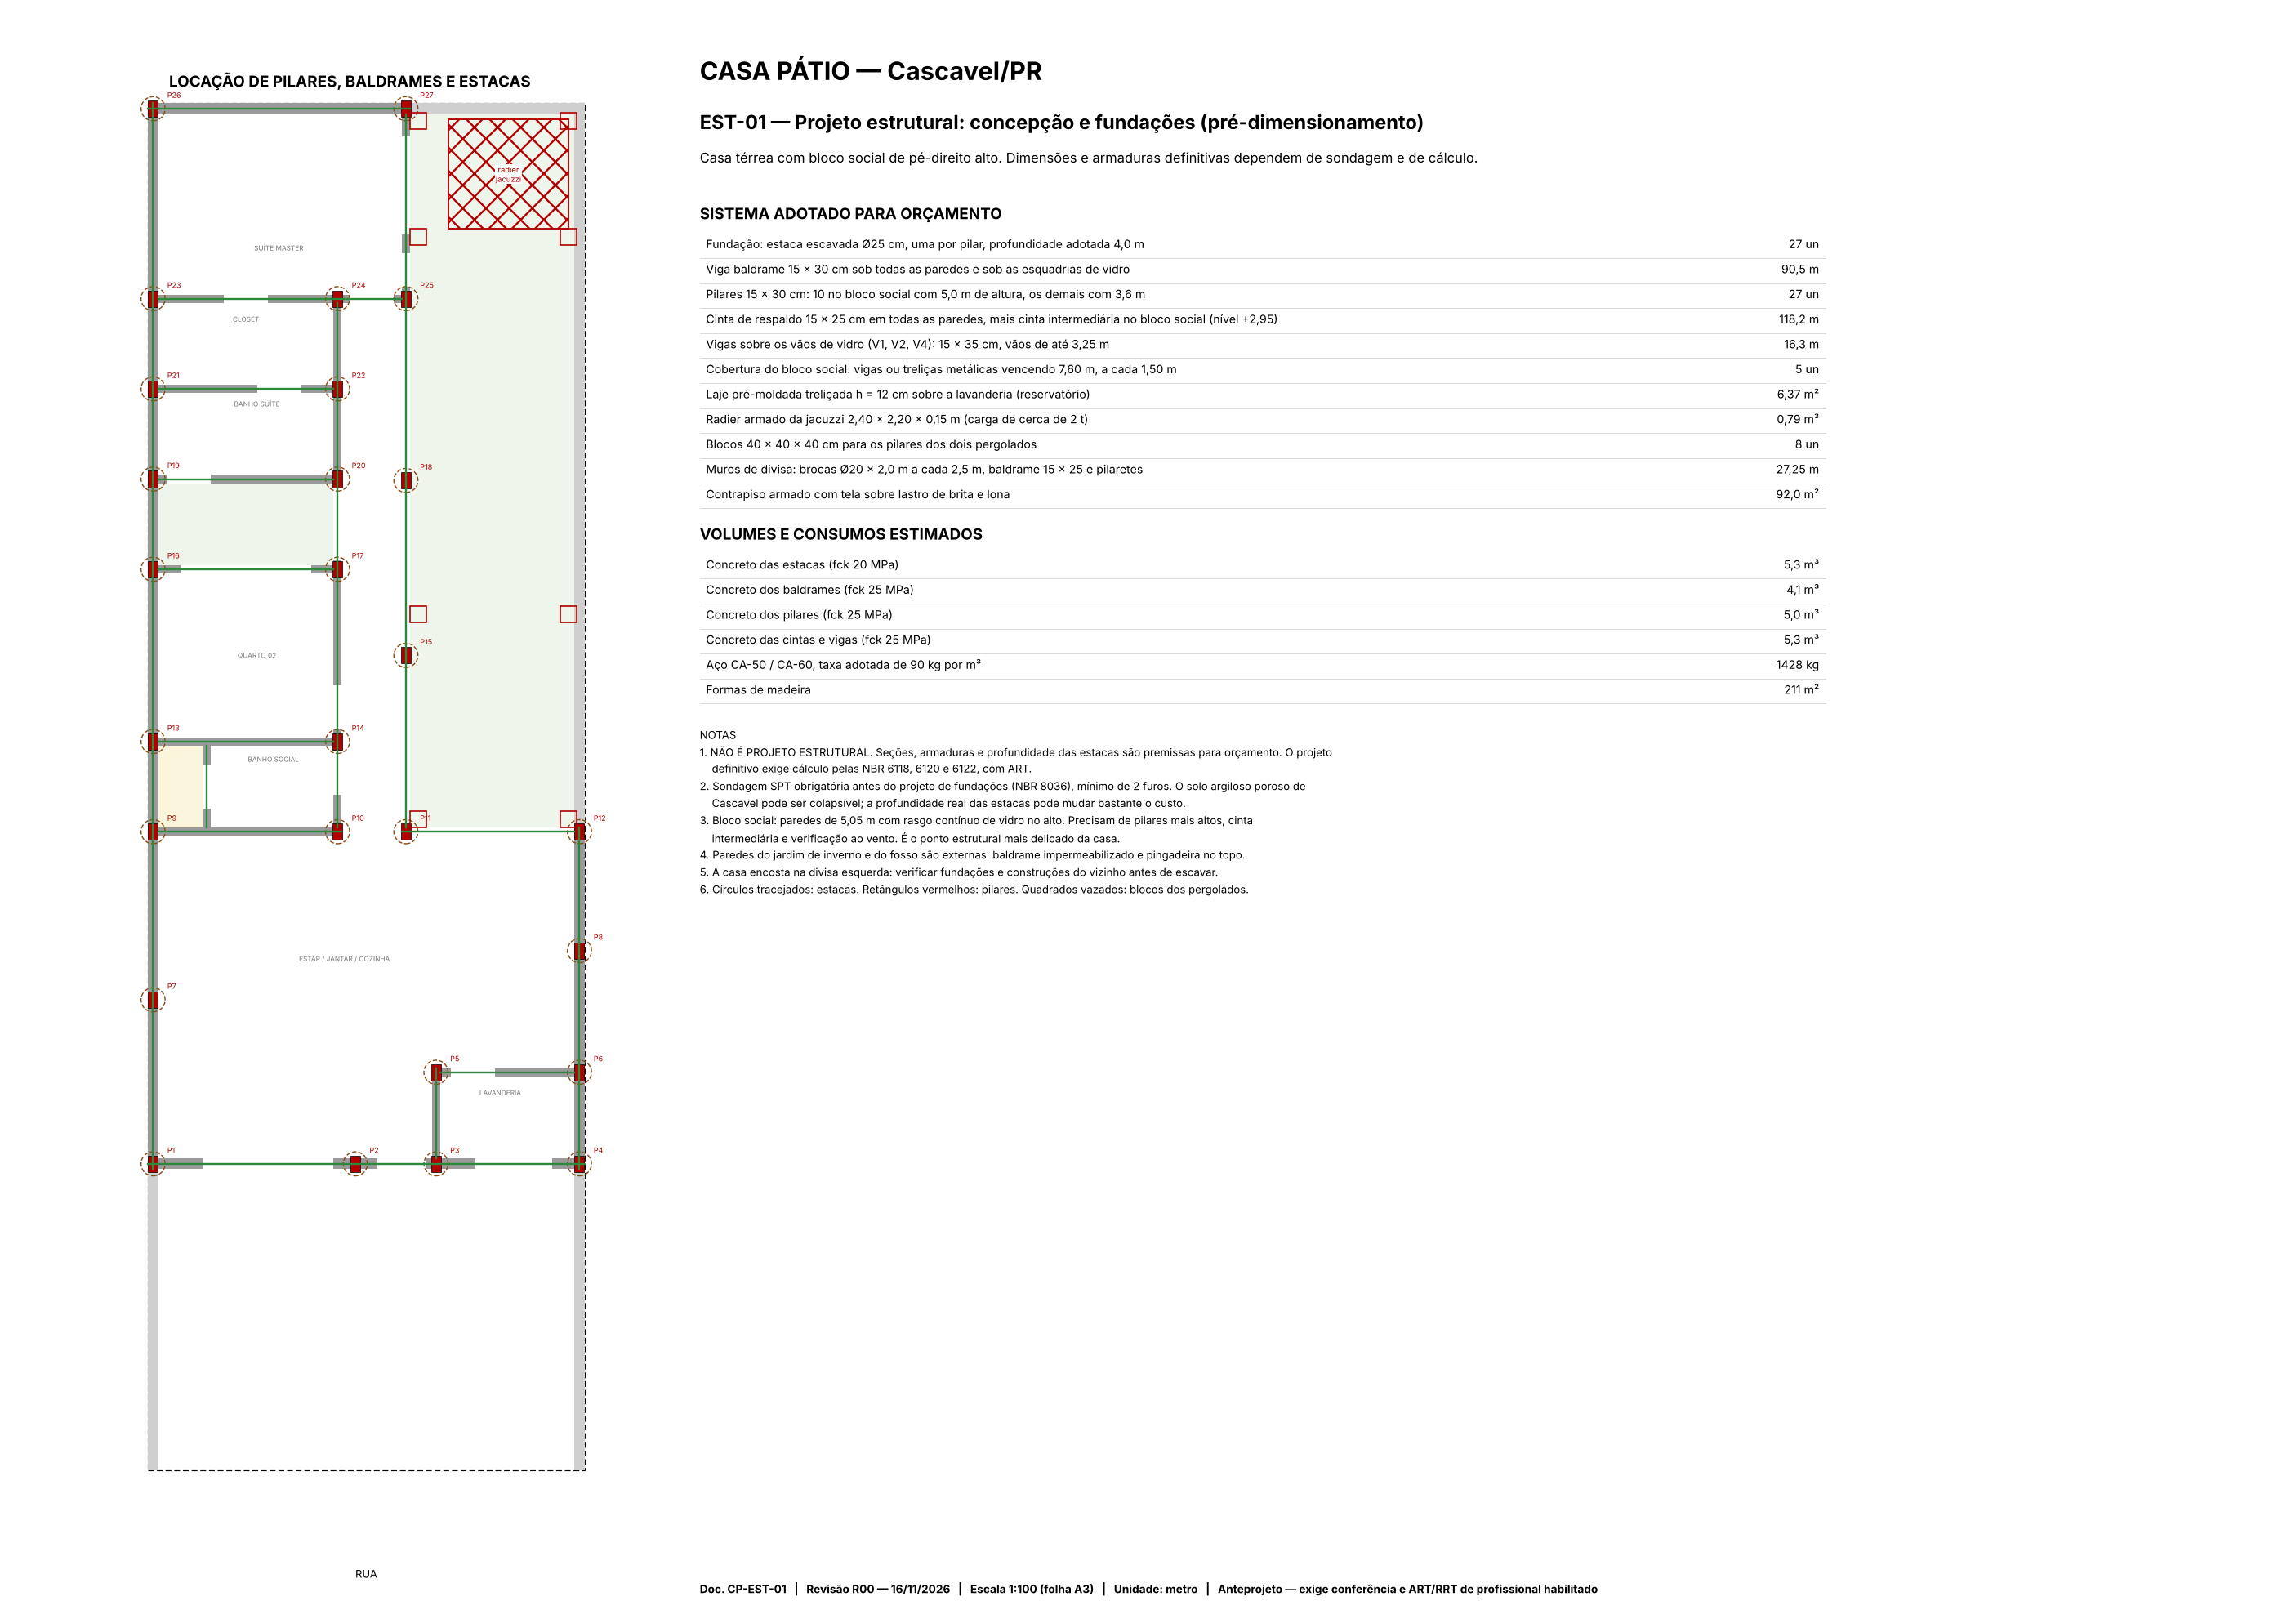 LOCAÇÃO DE PILARES, BALDRAMES E ESTACAS
P26
P27
radier
jacuzzi
SUÍTE MASTER
P23
P24
P25
CLOSET
P21
P22
BANHO SUÍTE
P19
P20
P18
P16
P17
P15
QUARTO 02
P13
P14
BANHO SOCIAL
P9
P10
P11
P12
P8
ESTAR / JANTAR / COZINHA
P7
P5
P6
LAVANDERIA
P1
P2
P3
P4
RUA
CASA PÁTIO — Cascavel/PR
EST-01 — Projeto estrutural: concepção e fundações (pré-dimensionamento)
Casa térrea com bloco social de pé-direito alto. Dimensões e armaduras definitivas dependem de sondagem e de cálculo.
SISTEMA ADOTADO PARA ORÇAMENTO
Fundação: estaca escavada Ø25 cm, uma por pilar, profundidade adotada 4,0 m 27 un
Viga baldrame 15 × 30 cm sob todas as paredes e sob as esquadrias de vidro 90,5 m
Pilares 15 × 30 cm: 10 no bloco social com 5,0 m de altura, os demais com 3,6 m 27 un
Cinta de respaldo 15 × 25 cm em todas as paredes, mais cinta intermediária no bloco social (nível +2,95) 118,2 m
Vigas sobre os vãos de vidro (V1, V2, V4): 15 × 35 cm, vãos de até 3,25 m 16,3 m
Cobertura do bloco social: vigas ou treliças metálicas vencendo 7,60 m, a cada 1,50 m 5 un
Laje pré-moldada treliçada h = 12 cm sobre a lavanderia (reservatório) 6,37 m²
Radier armado da jacuzzi 2,40 × 2,20 × 0,15 m (carga de cerca de 2 t) 0,79 m³
Blocos 40 × 40 × 40 cm para os pilares dos dois pergolados 8 un
Muros de divisa: brocas Ø20 × 2,0 m a cada 2,5 m, baldrame 15 × 25 e pilaretes 27,25 m
Contrapiso armado com tela sobre lastro de brita e lona 92,0 m²
VOLUMES E CONSUMOS ESTIMADOS
Concreto das estacas (fck 20 MPa) 5,3 m³
Concreto dos baldrames (fck 25 MPa) 4,1 m³
Concreto dos pilares (fck 25 MPa) 5,0 m³
Concreto das cintas e vigas (fck 25 MPa) 5,3 m³
Aço CA-50 / CA-60, taxa adotada de 90 kg por m³ 1428 kg
Formas de madeira 211 m²
NOTAS
1. NÃO É PROJETO ESTRUTURAL. Seções, armaduras e profundidade das estacas são premissas para orçamento. O projeto
definitivo exige cálculo pelas NBR 6118, 6120 e 6122, com ART.
2. Sondagem SPT obrigatória antes do projeto de fundações (NBR 8036), mínimo de 2 furos. O solo argiloso poroso de
Cascavel pode ser colapsível; a profundidade real das estacas pode mudar bastante o custo.
3. Bloco social: paredes de 5,05 m com rasgo contínuo de vidro no alto. Precisam de pilares mais altos, cinta
intermediária e verificação ao vento. É o ponto estrutural mais delicado da casa.
4. Paredes do jardim de inverno e do fosso são externas: baldrame impermeabilizado e pingadeira no topo.
5. A casa encosta na divisa esquerda: verificar fundações e construções do vizinho antes de escavar.
6. Círculos tracejados: estacas. Retângulos vermelhos: pilares. Quadrados vazados: blocos dos pergolados.
Doc. CP-EST-01 | Revisão R00 — 16/11/2026 | Escala 1:100 (folha A3) | Unidade: metro | Anteprojeto — exige conferência e ART/RRT de profissional habilitado